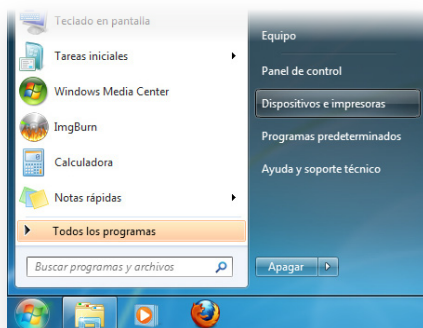 Teclado en pantalla
Tareas iniciales
Windows Media Center
ImgBurn
Calculadora
Notas rápidas
Todos los programas
Buscar programas y archivos
Equipo
Panel de control
Dispositivos e impresoras
Programas predeterminados
Ayuda y soporte técnico
Apagar